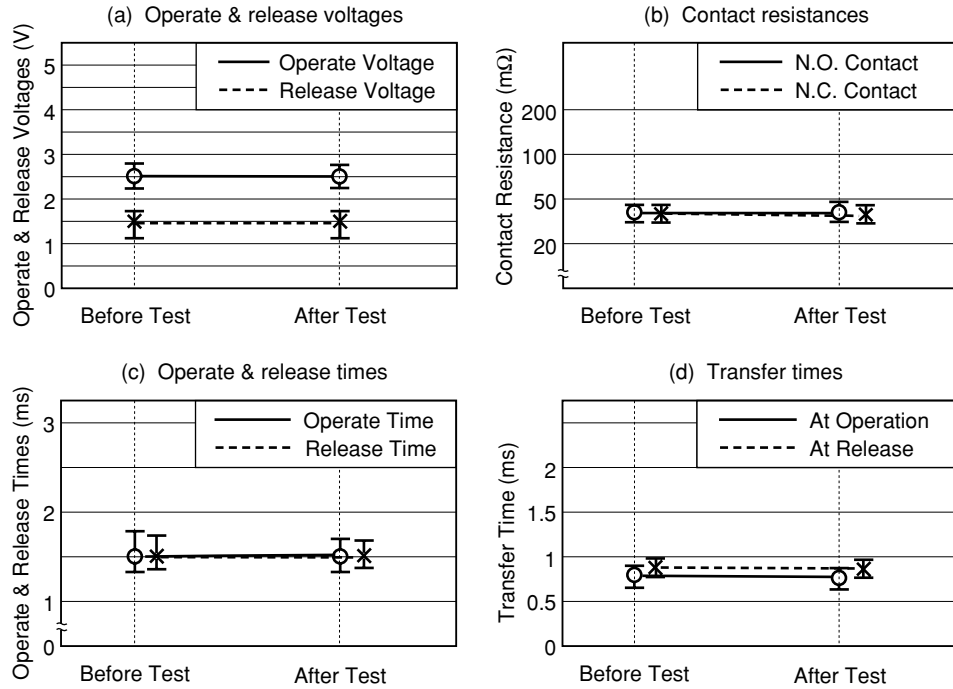 (a) Operate & release voltages
Operate & Release Voltages (V)
5
4
3
2
1
0
Operate Voltage
Release Voltage
Before Test
After Test
(b) Contact resistances
Contact Resistance (mΩ)
200
100
50
20
N.O. Contact
N.C. Contact
Before Test
After Test
(c) Operate & release times
Operate & Release Times (ms)
3
2
1
0
Operate Time
Release Time
Before Test
After Test
(d) Transfer times
Transfer Time (ms)
2
1.5
1
0.5
0
At Operation
At Release
Before Test
After Test